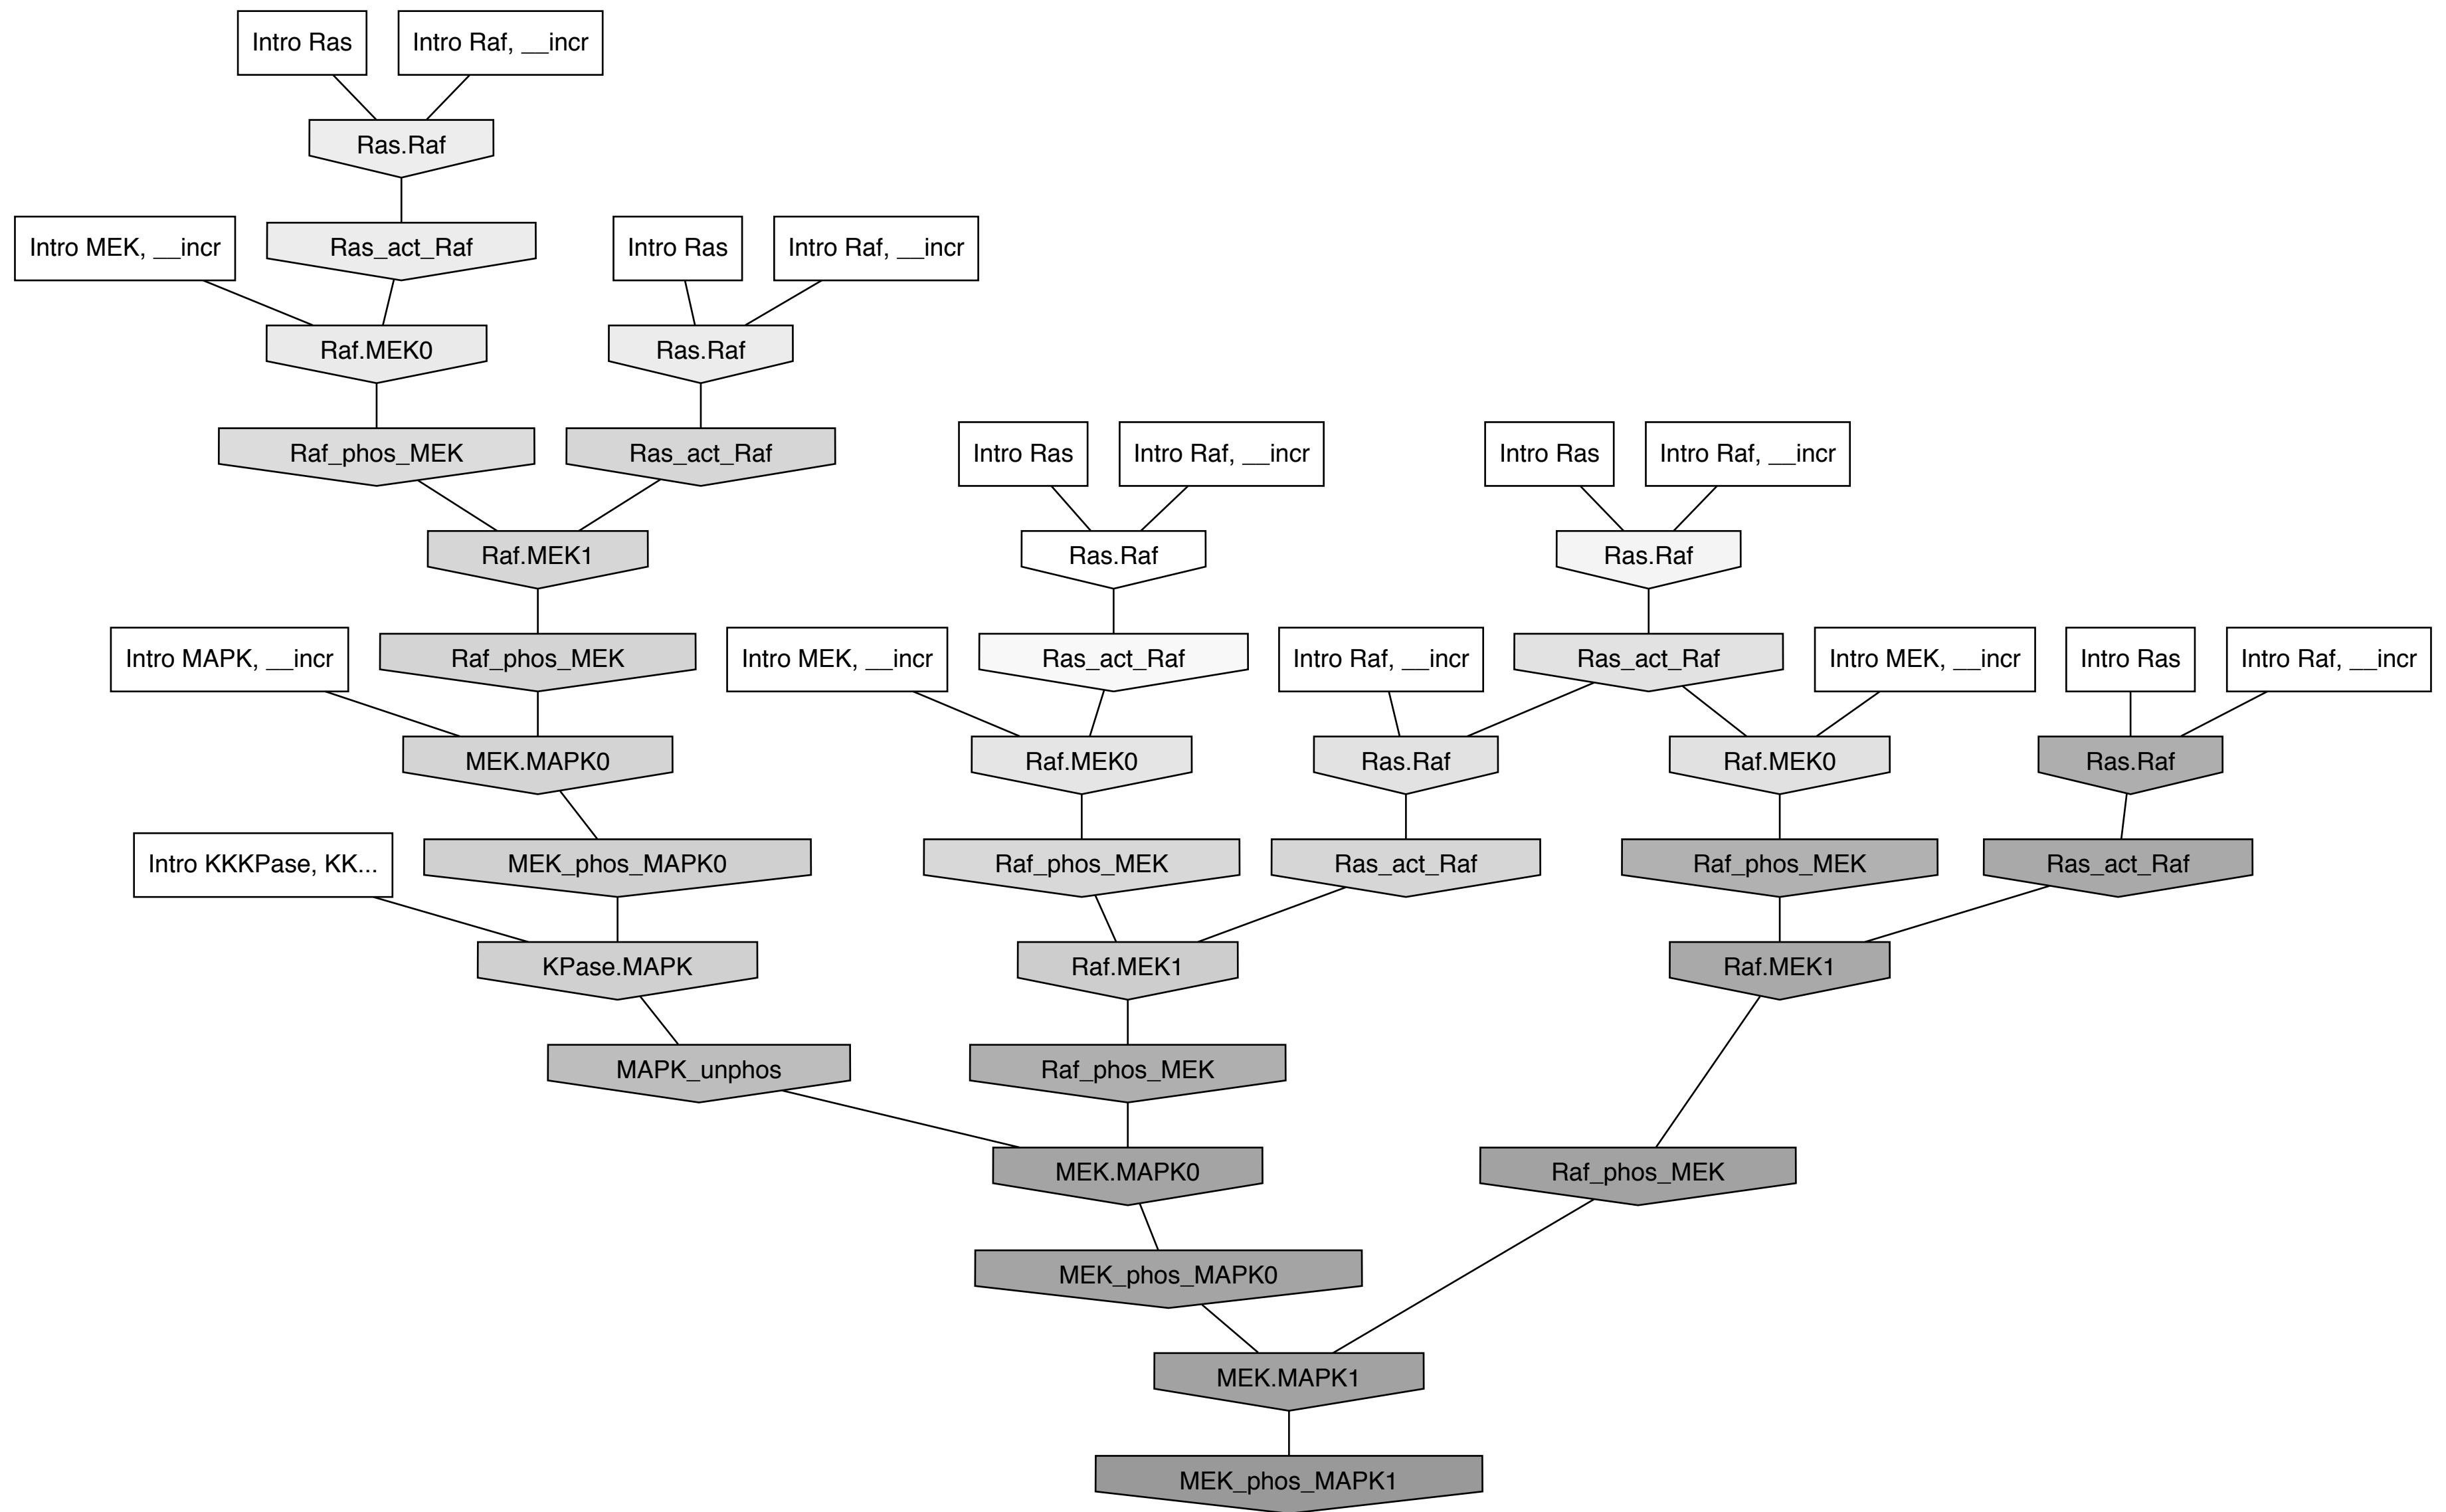 Intro Ras
Intro Raf, __incr
Ras.Raf
Intro MEK, __incr
Ras_act_Raf
Intro Ras
Intro Raf, __incr
Raf.MEK0
Ras.Raf
Raf_phos_MEK
Ras_act_Raf
Intro Ras
Intro Raf, __incr
Intro Ras
Intro Raf, __incr
Raf.MEK1
Ras.Raf
Ras.Raf
Intro MAPK, __incr
Raf_phos_MEK
Intro MEK, __incr
Ras_act_Raf
Intro Raf, __incr
Ras_act_Raf
Intro MEK, __incr
Intro Ras
Intro Raf, __incr
MEK.MAPK0
Raf.MEK0
Ras.Raf
Raf.MEK0
Ras.Raf
Intro KKKPase, KK...
MEK_phos_MAPK0
Raf_phos_MEK
Ras_act_Raf
Raf_phos_MEK
Ras_act_Raf
KPase.MAPK
Raf.MEK1
Raf.MEK1
MAPK_unphos
Raf_phos_MEK
MEK.MAPK0
Raf_phos_MEK
MEK_phos_MAPK0
MEK.MAPK1
MEK_phos_MAPK1